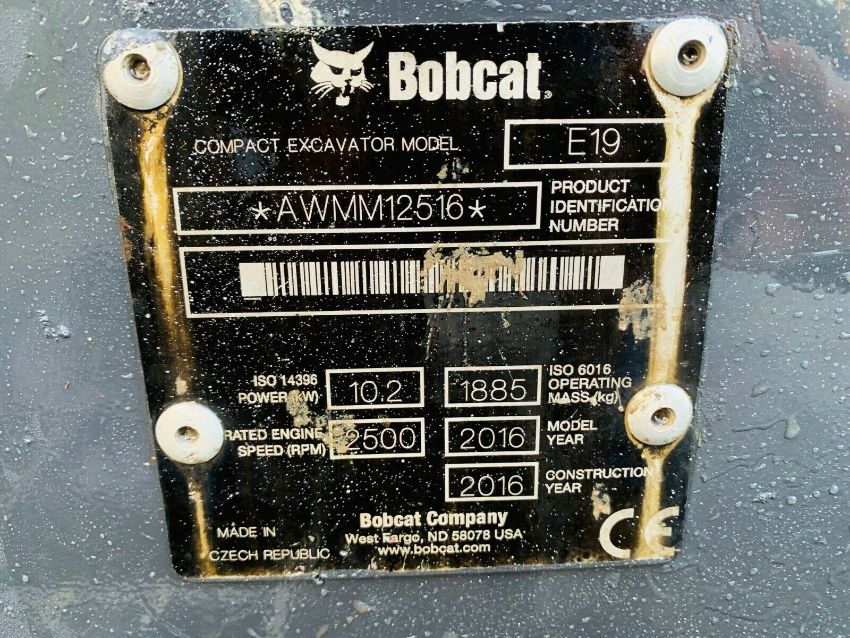 Bobcat
COMPACT EXCAVATOR MODEL E19
*AWMM12516*
PRODUCT
IDENTIFICATION
NUMBER
ISO 14396
POWER (kW) 10.2
1885 ISO 6016
OPERATING
MASS (kg)
RATED ENGINE
SPEED (RPM) 2500
2016 MODEL
YEAR
2016 CONSTRUCTION
YEAR
Bobcat Company
West Fargo, ND 58078 USA
www.bobcat.com
MADE IN
CZECH REPUBLIC
CE